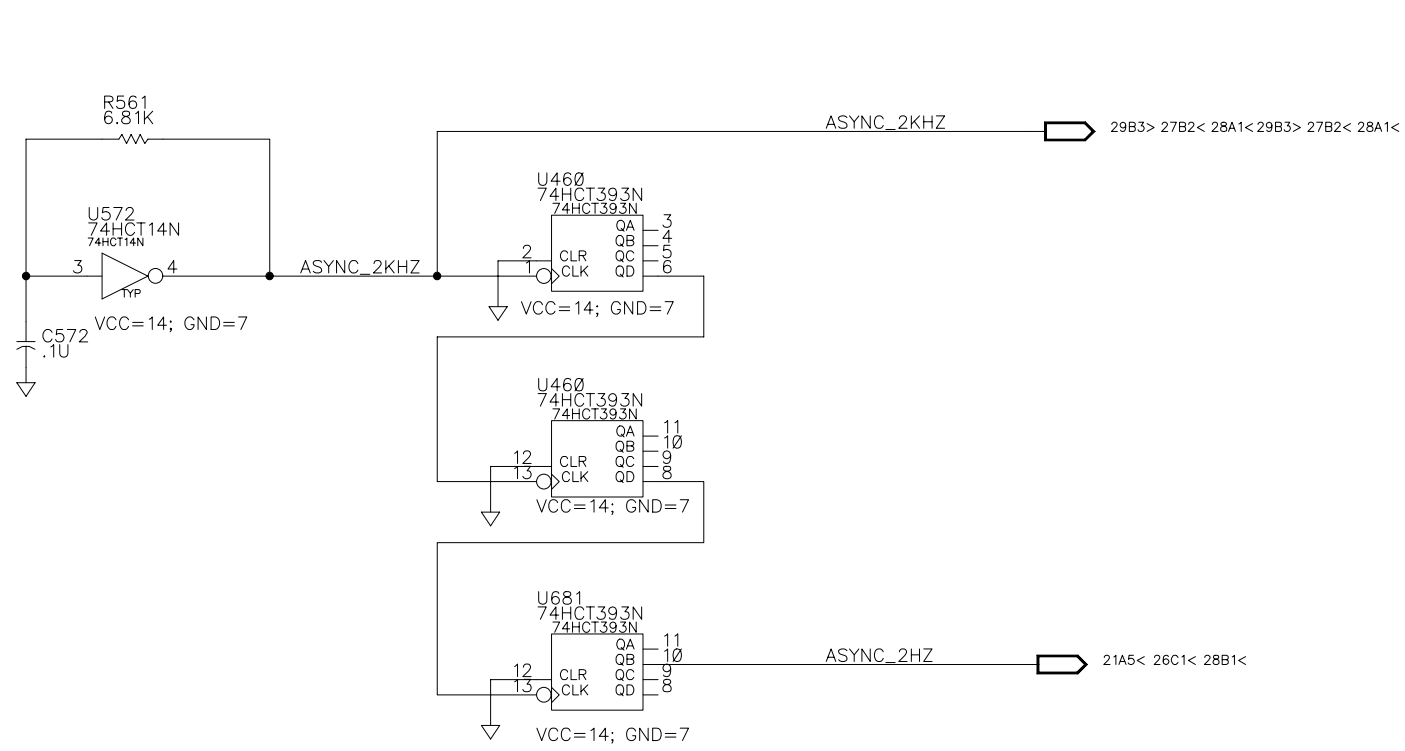 R561
6.81K
ASYNC_2KHZ
29B3> 27B2< 28A1<29B3> 27B2< 28A1<
U572
74HCT14N
74HCT14N
3
4
TYP
VCC=14; GND=7
C572
.1U
ASYNC_2KHZ
U460
74HCT393N
74HCT393N
QA 3
QB 4
2 CLR QC 5
1 CLK QD 6
VCC=14; GND=7
U460
74HCT393N
74HCT393N
QA 11
QB 10
12 CLR QC 9
13 CLK QD 8
VCC=14; GND=7
U681
74HCT393N
74HCT393N
QA 11
QB 10
ASYNC_2HZ
21A5< 26C1< 28B1<
12 CLR QC 9
13 CLK QD 8
VCC=14; GND=7